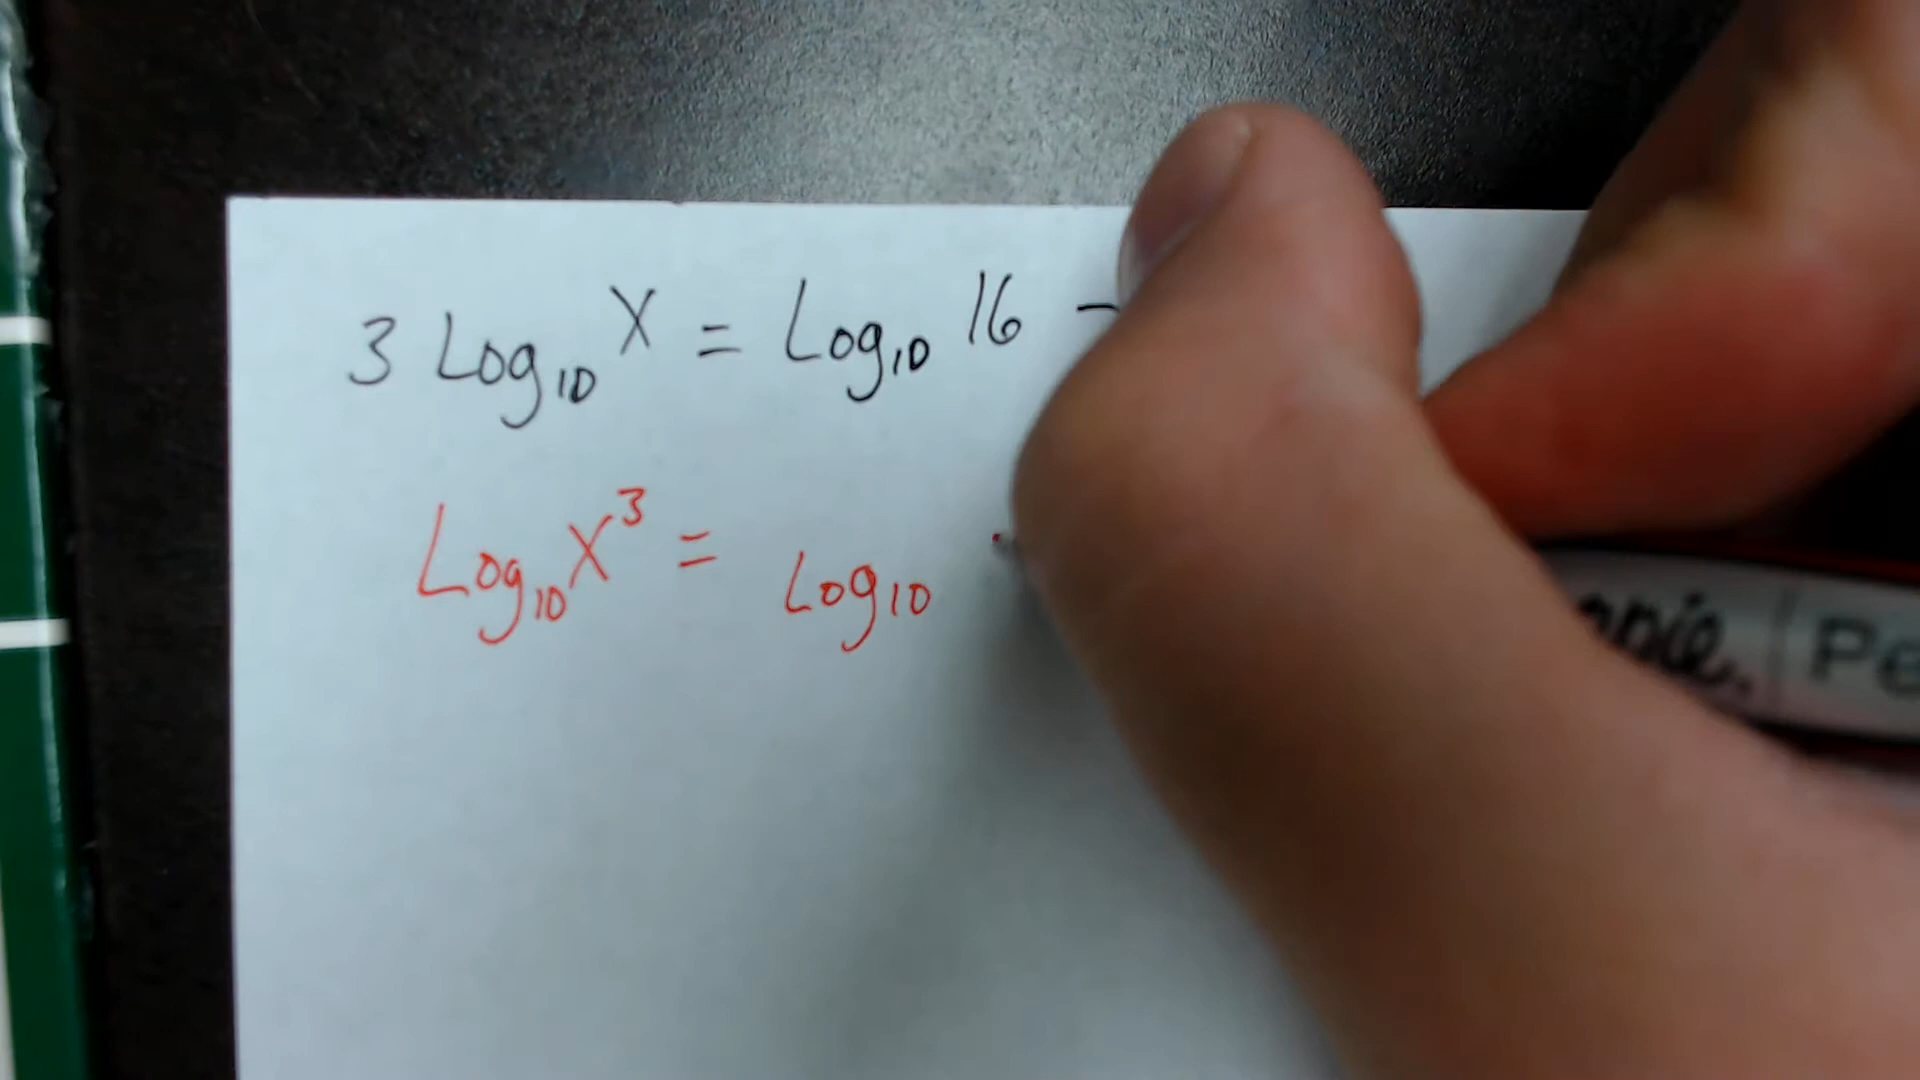 3 Log₁₀ X = Log₁₀ 16 -
Log₁₀ X³ = Log₁₀